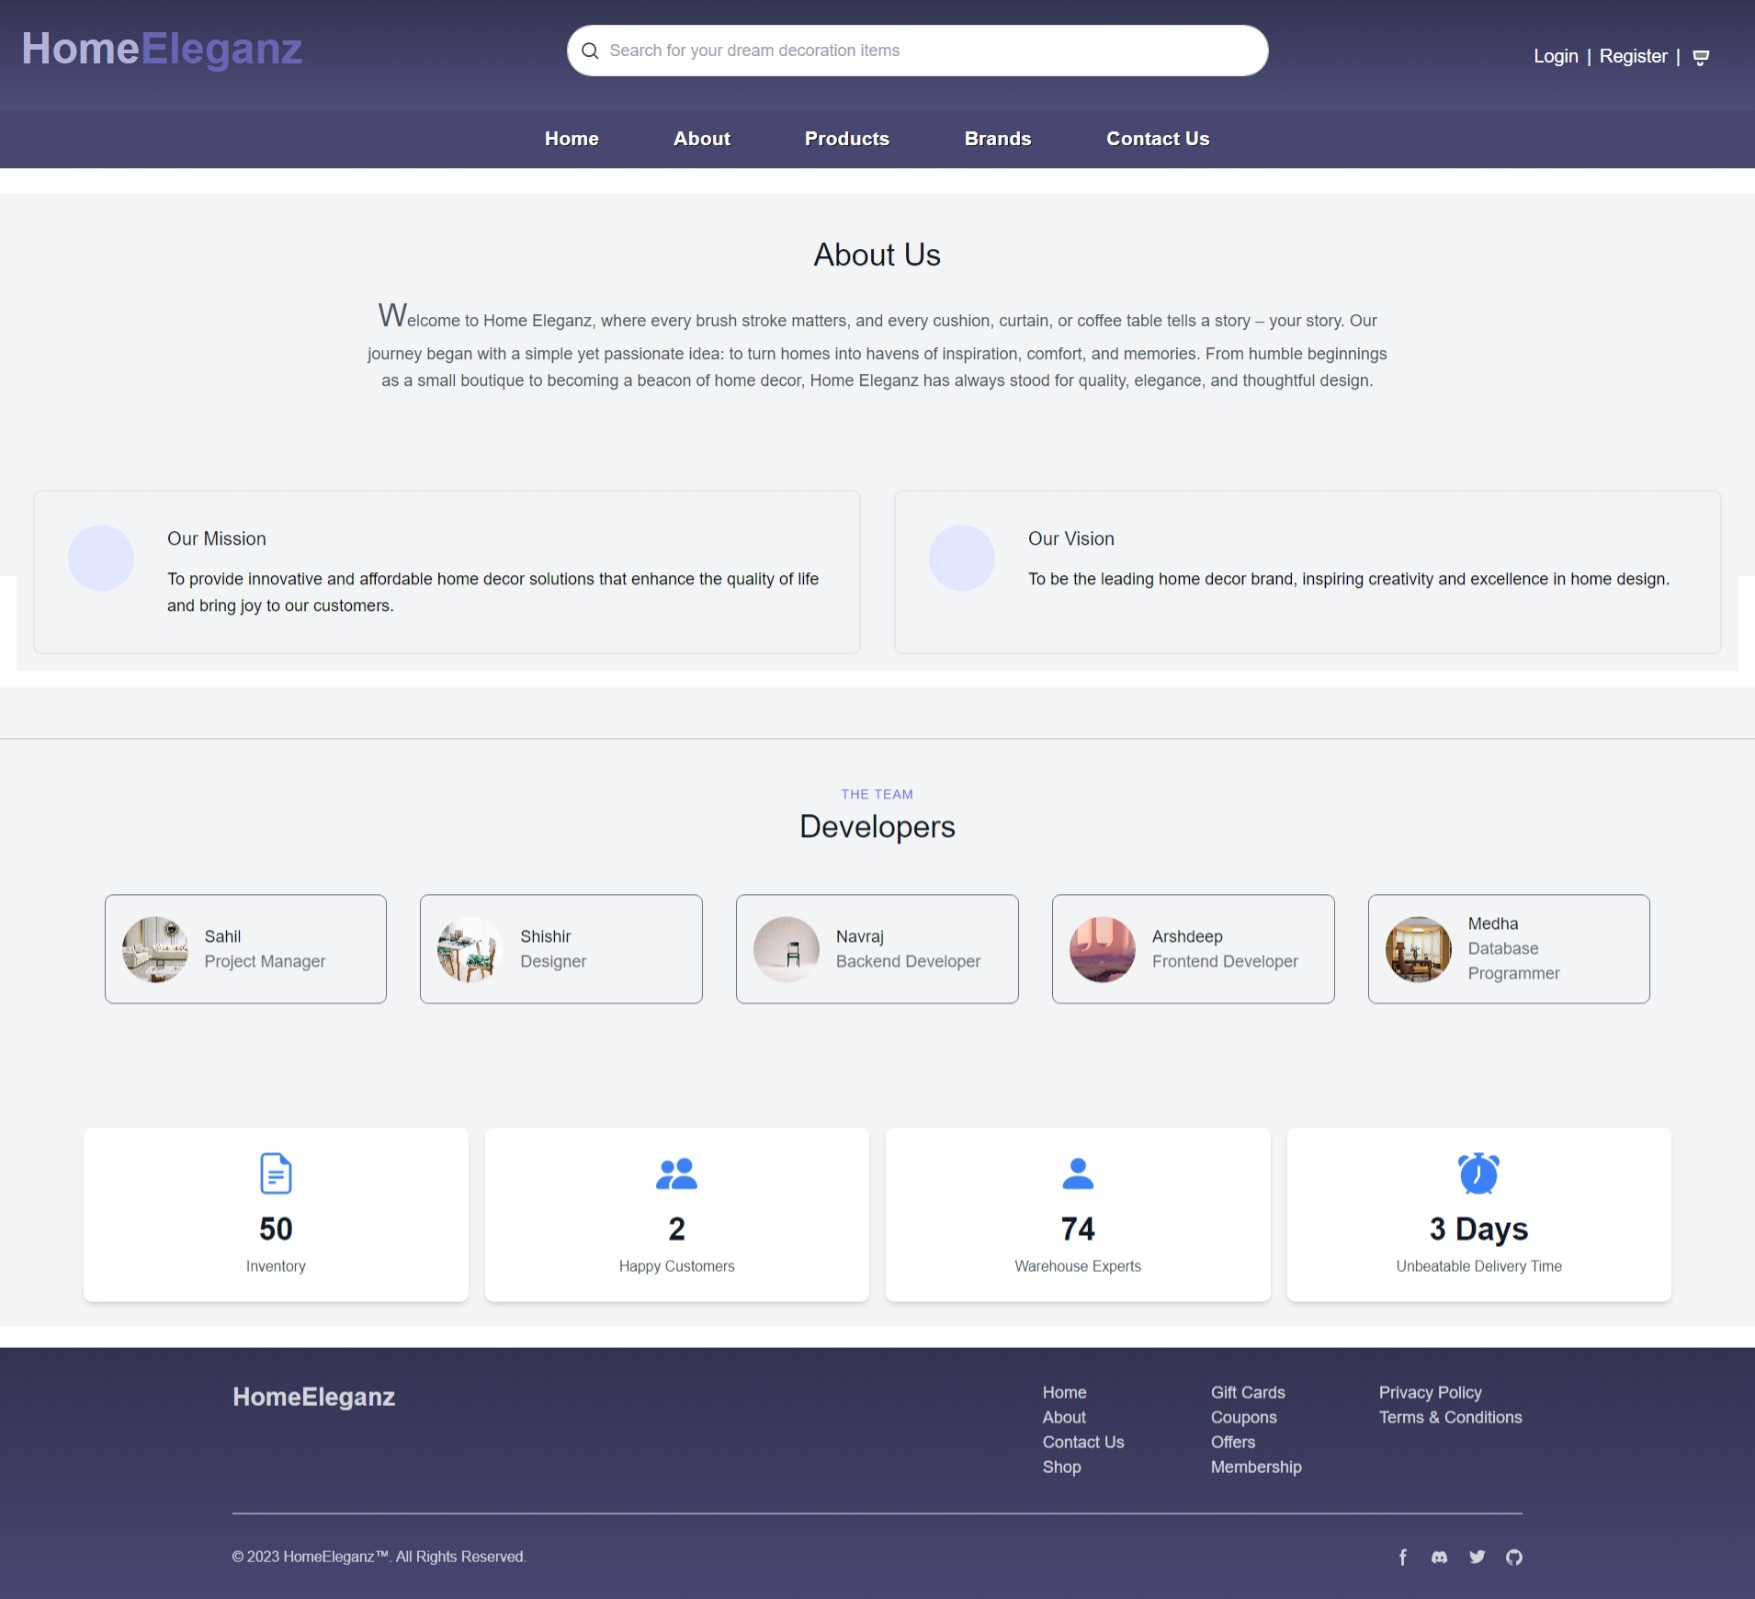 HomeEleganz
Search for your dream decoration items
Login | Register |
Home About Products Brands Contact Us
About Us
Welcome to Home Eleganz, where every brush stroke matters, and every cushion, curtain, or coffee table tells a story – your story. Our
journey began with a simple yet passionate idea: to turn homes into havens of inspiration, comfort, and memories. From humble beginnings
as a small boutique to becoming a beacon of home decor, Home Eleganz has always stood for quality, elegance, and thoughtful design.
Our Mission
To provide innovative and affordable home decor solutions that enhance the quality of life
and bring joy to our customers.
Our Vision
To be the leading home decor brand, inspiring creativity and excellence in home design.
THE TEAM
Developers
Sahil
Project Manager
Shishir
Designer
Navraj
Backend Developer
Arshdeep
Frontend Developer
Medha
Database
Programmer
50
Inventory
2
Happy Customers
74
Warehouse Experts
3 Days
Unbeatable Delivery Time
HomeEleganz
Home
About
Contact Us
Shop
Gift Cards
Coupons
Offers
Membership
Privacy Policy
Terms & Conditions
© 2023 HomeEleganz™. All Rights Reserved.